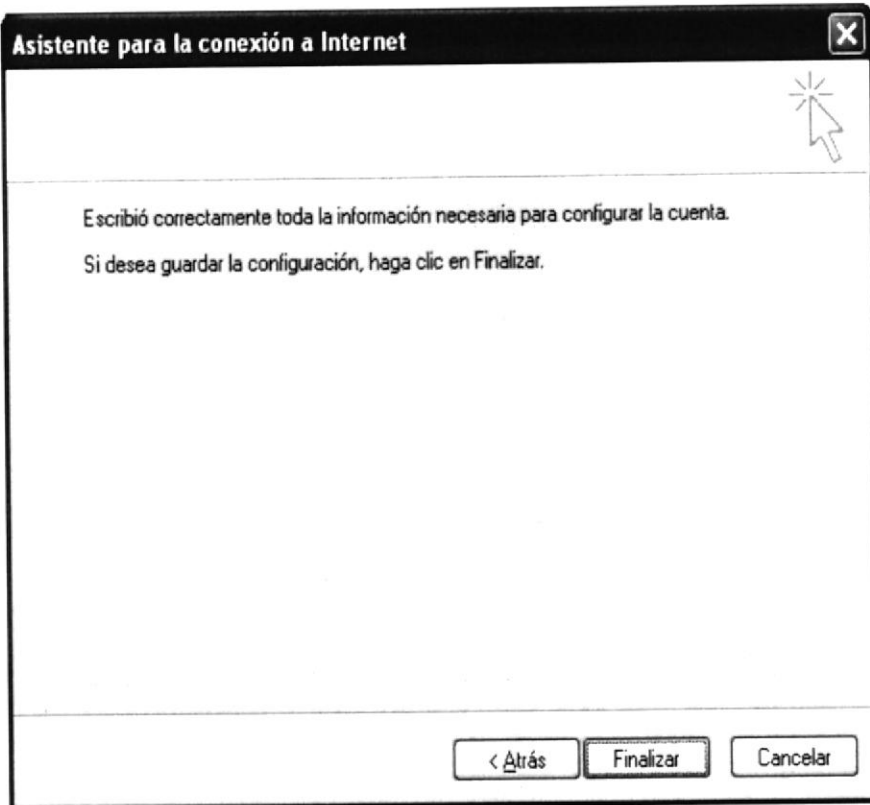 Asistente para la conexión a Internet
Escribió correctamente toda la información necesaria para configurar la cuenta.
Si desea guardar la configuración, haga clic en Finalizar.
< Atrás
Finalizar
Cancelar